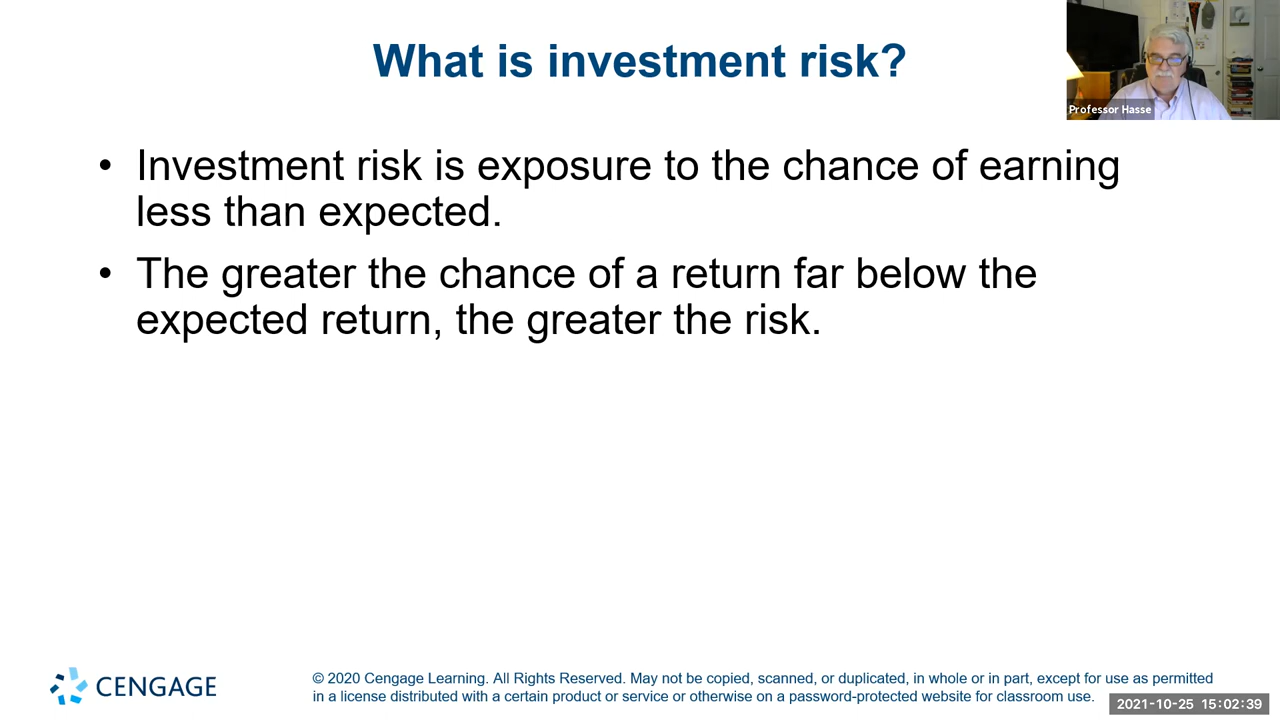 What is investment risk?
Professor Hasse
• Investment risk is exposure to the chance of earning
less than expected.
• The greater the chance of a return far below the
expected return, the greater the risk.
CENGAGE
© 2020 Cengage Learning. All Rights Reserved. May not be copied, scanned, or duplicated, in whole or in part, except for use as permitted
in a license distributed with a certain product or service or otherwise on a password-protected website for classroom use.
2021-10-25 15:02:39